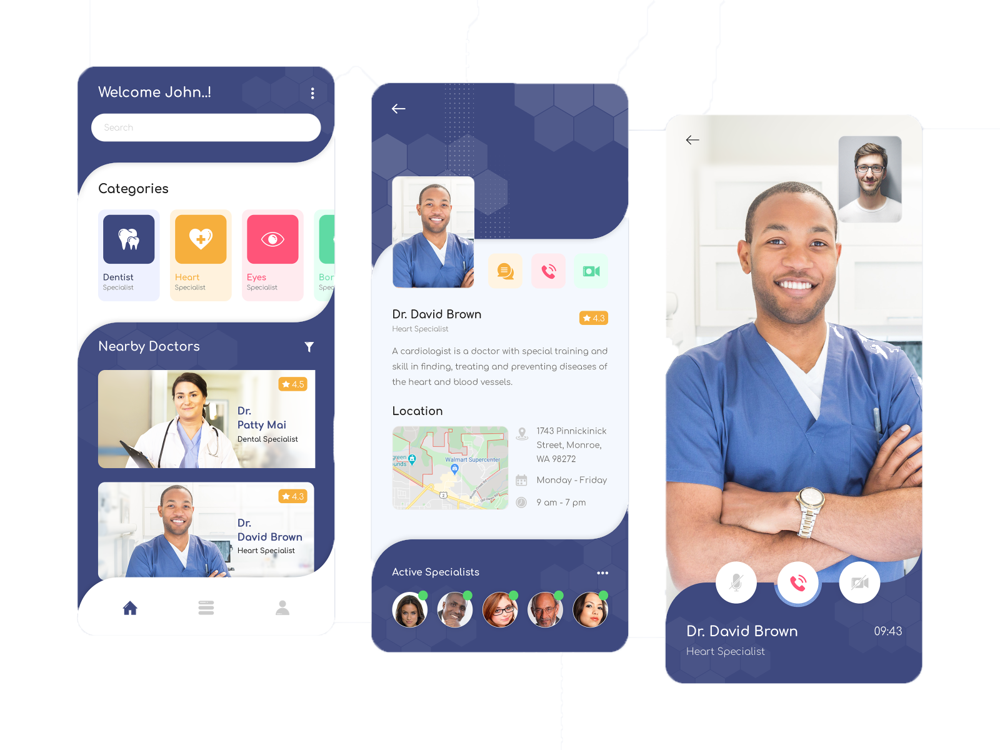 Welcome John..!
Search
Categories
Dentist
Specialist
Heart
Specialist
Eyes
Specialist
Nearby Doctors
4.5
Dr.
Patty Mai
Dental Specialist
4.3
Dr.
David Brown
Heart Specialist
Dr. David Brown
4.3
Heart Specialist
A cardiologist is a doctor with special training and
skill in finding, treating and preventing diseases of
the heart and blood vessels.
Location
Walmart Supercenter
2
1743 Pinnickinick
Street, Monroe,
WA 98272
Monday - Friday
9 am - 7 pm
Active Specialists
Dr. David Brown
09:43
Heart Specialist